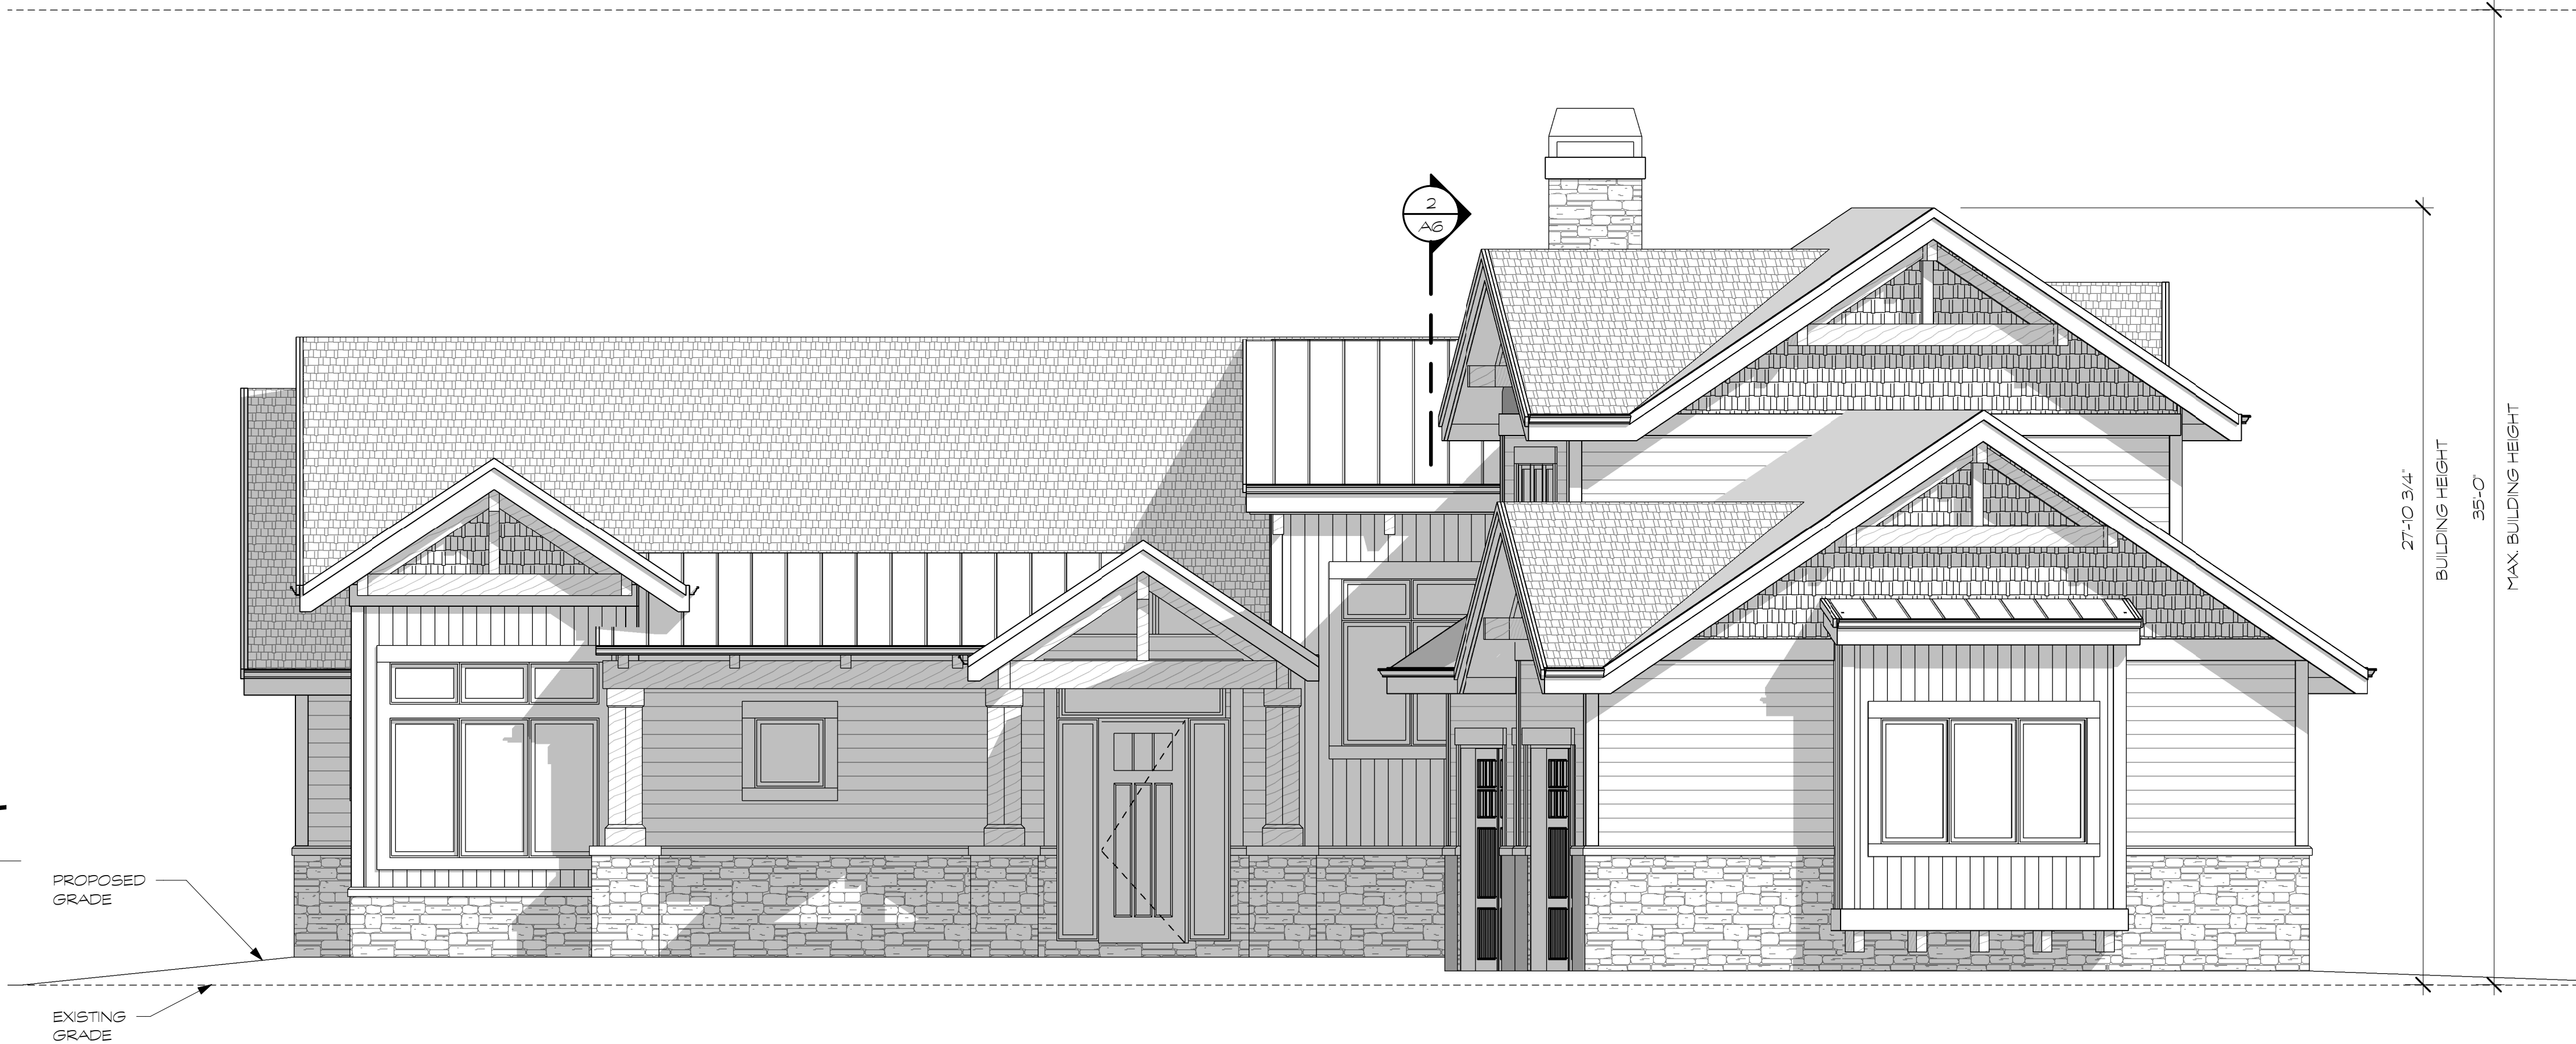 2
A6
27'-10 3/4"
BUILDING HEIGHT
35'-0"
MAX. BUILDING HEIGHT
PROPOSED
GRADE
EXISTING
GRADE